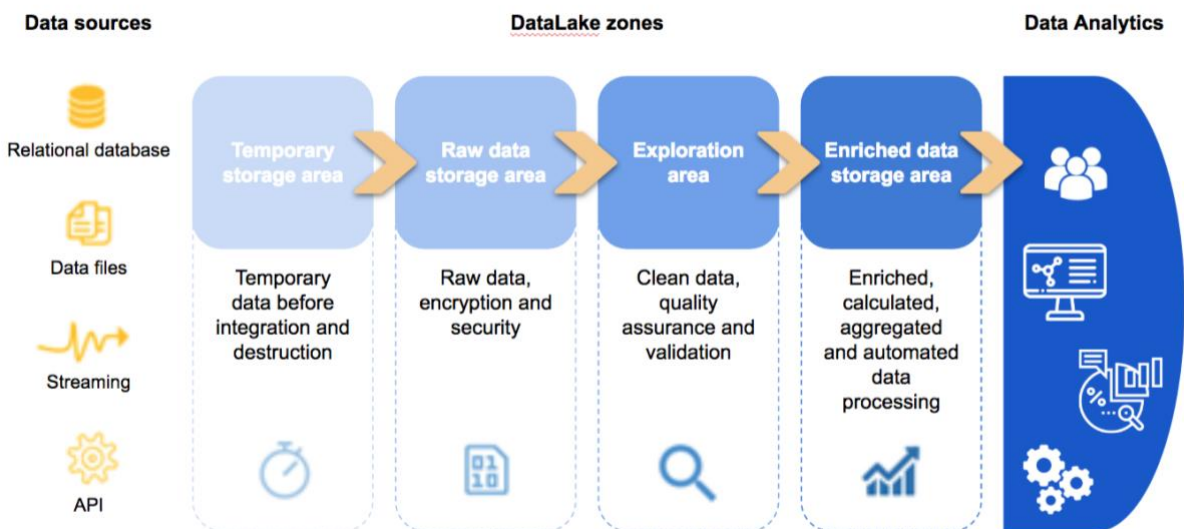 Data sources
DataLake zones
Data Analytics
Relational database
Data files
Streaming
API
Temporary
storage area
Temporary
data before
integration and
destruction
Raw data
storage area
Raw data,
encryption and
security
01
10
Exploration
area
Clean data,
quality
assurance and
validation
Enriched data
storage area
Enriched,
calculated,
aggregated
and automated
data
processing
%